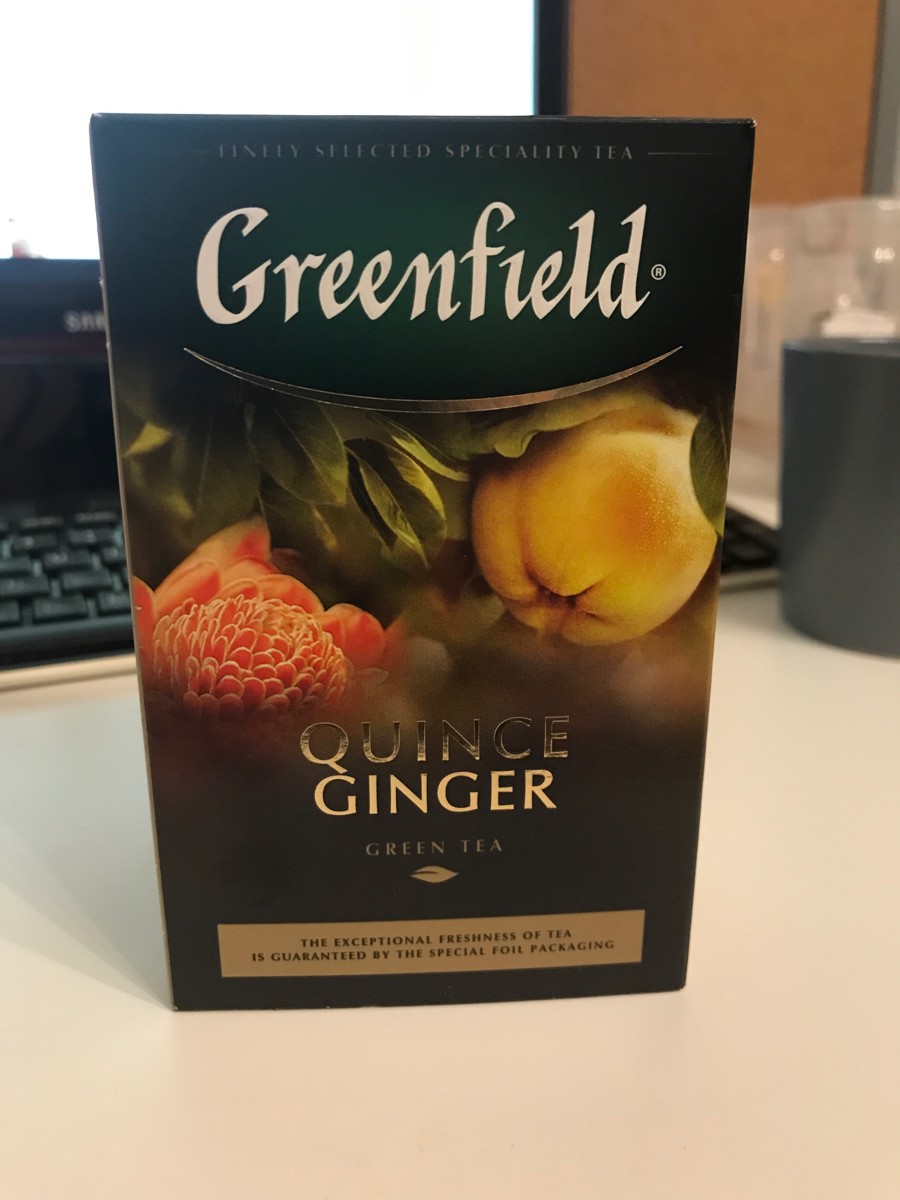 FINELY SELECTED SPECIALITY TEA
Greenfield®
QUINCE
GINGER
GREEN TEA
THE EXCEPTIONAL FRESHNESS OF TEA
IS GUARANTEED BY THE SPECIAL FOIL PACKAGING